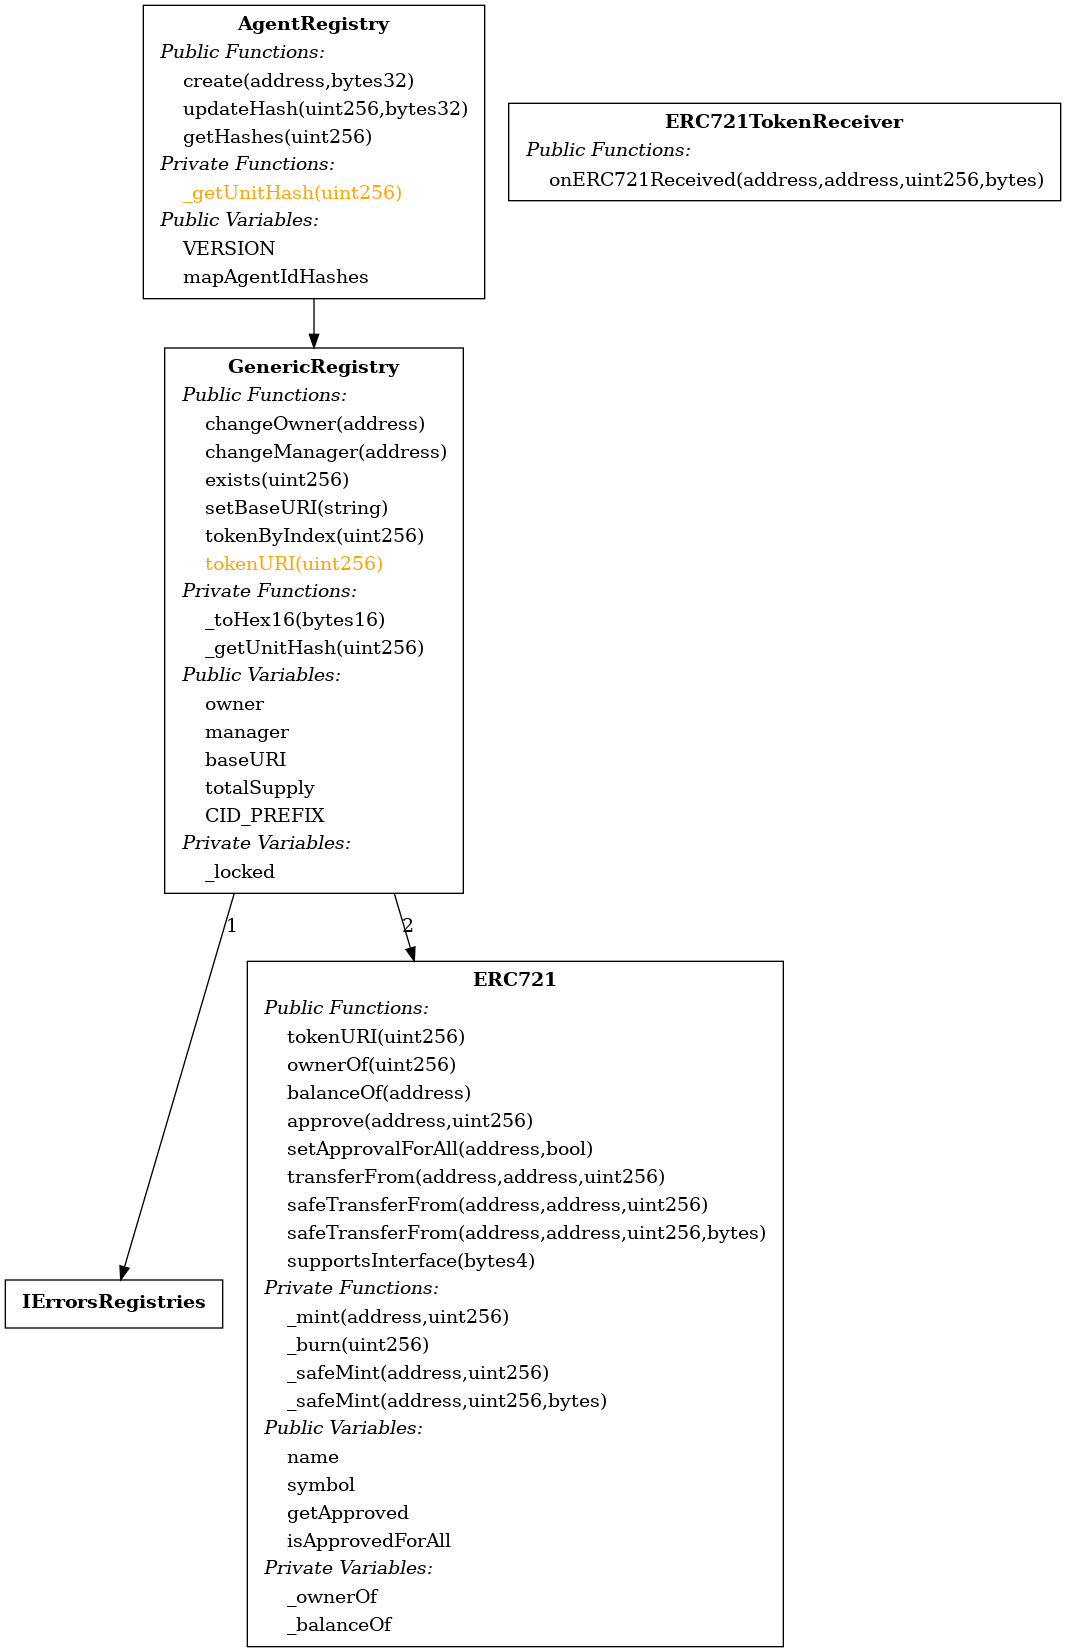 AgentRegistry
Public Functions:
create(address,bytes32)
updateHash(uint256,bytes32)
getHashes(uint256)
Private Functions:
_getUnitHash(uint256)
Public Variables:
VERSION
mapAgentIdHashes
ERC721TokenReceiver
Public Functions:
onERC721Received(address,address,uint256,bytes)
GenericRegistry
Public Functions:
changeOwner(address)
changeManager(address)
exists(uint256)
setBaseURI(string)
tokenByIndex(uint256)
tokenURI(uint256)
Private Functions:
_toHex16(bytes16)
_getUnitHash(uint256)
Public Variables:
owner
manager
baseURI
totalSupply
CID_PREFIX
Private Variables:
_locked
1
2
IErrorsRegistries
ERC721
Public Functions:
tokenURI(uint256)
ownerOf(uint256)
balanceOf(address)
approve(address,uint256)
setApprovalForAll(address,bool)
transferFrom(address,address,uint256)
safeTransferFrom(address,address,uint256)
safeTransferFrom(address,address,uint256,bytes)
supportsInterface(bytes4)
Private Functions:
_mint(address,uint256)
_burn(uint256)
_safeMint(address,uint256)
_safeMint(address,uint256,bytes)
Public Variables:
name
symbol
getApproved
isApprovedForAll
Private Variables:
_ownerOf
_balanceOf